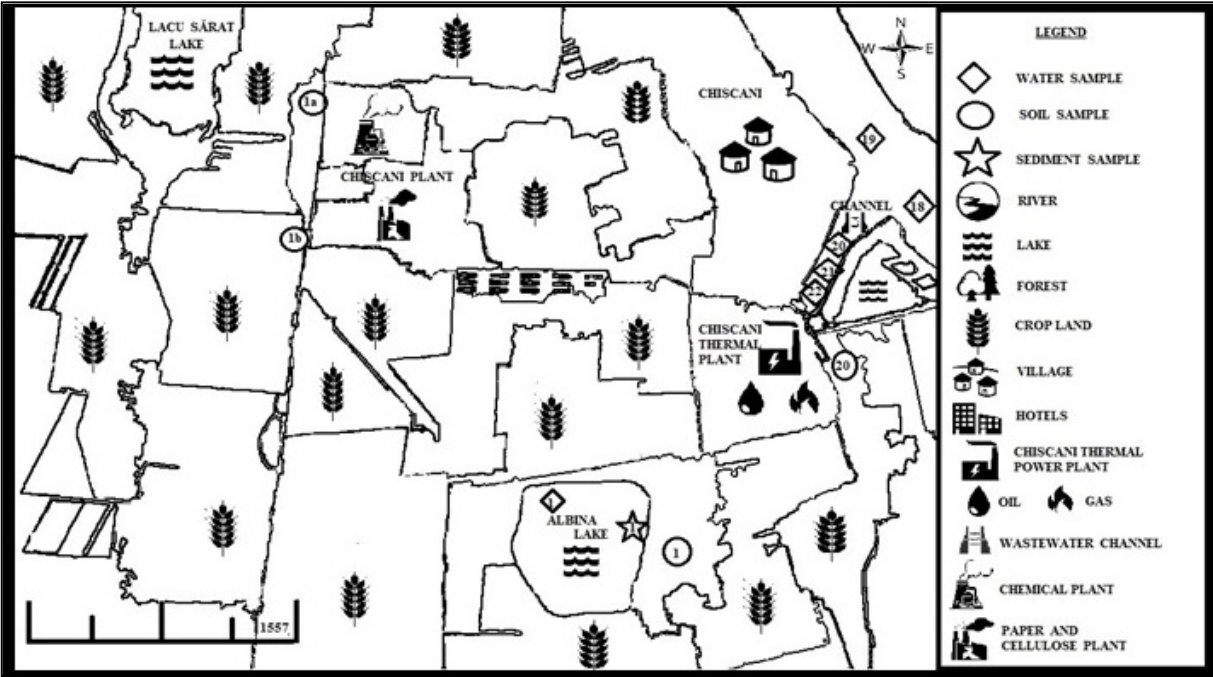 LACU SĂRAT
LAKE
1a
CHISCANI PLANT
1b
CHISCANI
N
W E
S
19
18
CHANNEL
20
21
22
CHISCANI
THERMAL
PLANT
20
1
ALBINA
LAKE
1
1
1557
LEGEND
WATER SAMPLE
SOIL SAMPLE
SEDIMENT SAMPLE
RIVER
LAKE
FOREST
CROP LAND
VILLAGE
HOTELS
CHISCANI THERMAL
POWER PLANT
OIL GAS
WASTEWATER CHANNEL
CHEMICAL PLANT
PAPER AND
CELLULOSE PLANT